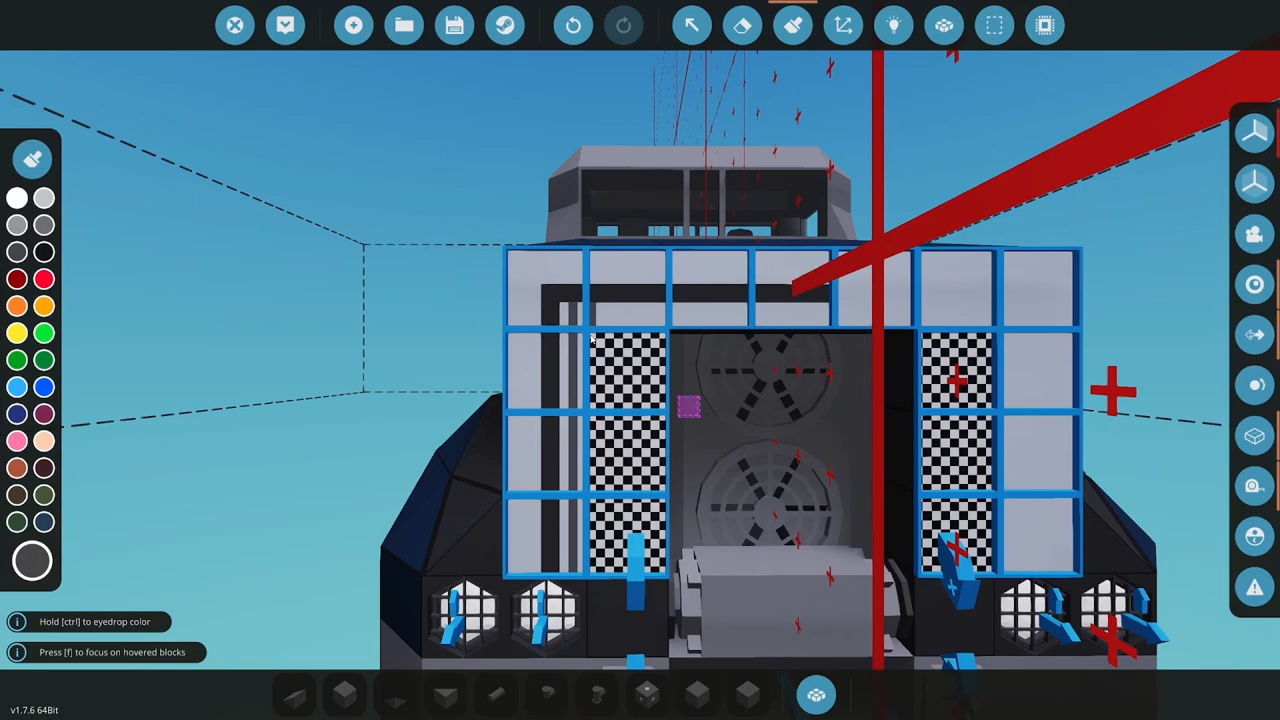 Hold [ctrl] to eyedrop color
Press [f] to focus on hovered blocks
v1.7.6 64Bit